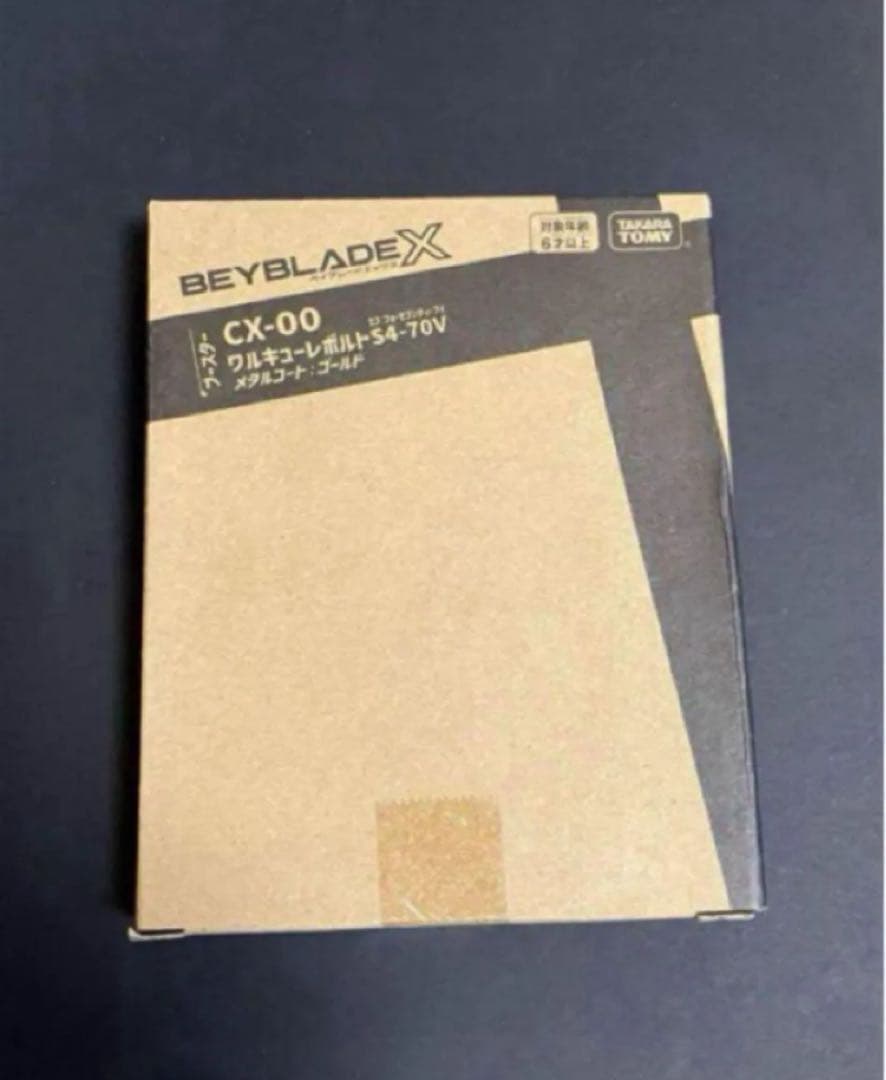 BEYBLADE X
ベイブレードエックス
対象年齢
6才以上
TAKARA
TOMY
ブースター
CX-00
ワルキューレボルトS4-70V
メタルコート：ゴールド